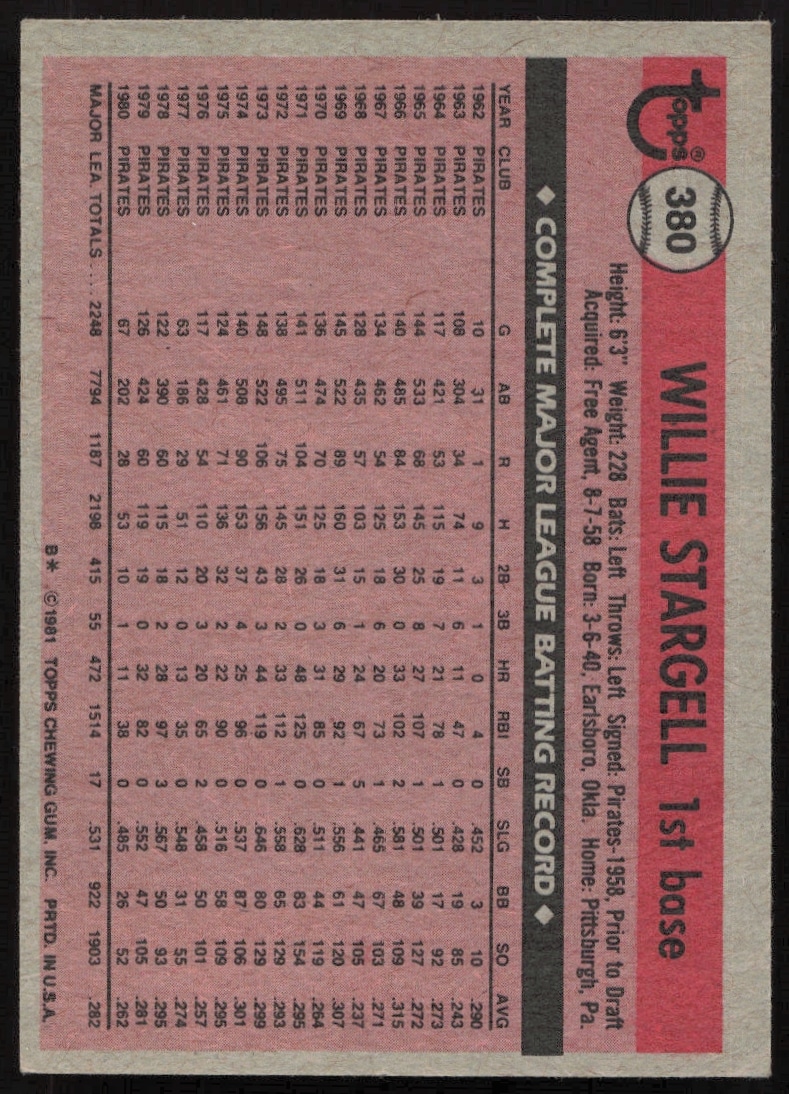 topps®
380
WILLIE STARGELL 1st base
Height: 6'3" Weight: 228 Bats: Left Throws: Left Signed: Pirates-1958, Prior to Draft
Acquired: Free Agent, 8-7-58 Born: 3-6-40, Earlsboro, Okla. Home: Pittsburgh, Pa.
◆ COMPLETE MAJOR LEAGUE BATTING RECORD ◆
YEAR CLUB G AB R H 2B 3B HR RBI SB SLG BB SO AVG
1962 PIRATES 10 31 1 9 3 1 0 4 0 .452 3 10 .290
1963 PIRATES 108 304 34 74 11 6 11 47 0 .428 19 85 .243
1964 PIRATES 117 421 53 115 19 7 21 78 1 .501 17 92 .273
1965 PIRATES 144 533 68 145 25 8 27 107 1 .501 39 127 .272
1966 PIRATES 140 485 84 153 30 0 33 102 2 .581 48 109 .315
1967 PIRATES 134 462 54 125 18 6 20 73 1 .465 67 103 .271
1968 PIRATES 128 435 57 103 15 1 24 67 5 .441 47 105 .237
1969 PIRATES 145 522 89 160 31 6 29 92 1 .556 61 120 .307
1970 PIRATES 136 474 70 125 18 3 31 85 0 .511 44 119 .264
1971 PIRATES 141 511 104 151 26 0 48 125 0 .628 83 154 .295
1972 PIRATES 138 495 75 145 28 2 33 112 1 .558 65 129 .293
1973 PIRATES 148 522 106 156 43 3 44 119 0 .646 80 129 .299
1974 PIRATES 140 508 90 153 37 4 25 96 0 .537 87 106 .301
1975 PIRATES 124 461 71 136 32 2 22 90 0 .516 58 109 .295
1976 PIRATES 117 428 54 110 20 3 20 65 2 .458 50 101 .257
1977 PIRATES 63 186 29 51 12 0 13 35 0 .548 31 55 .274
1978 PIRATES 122 390 60 115 18 2 28 97 3 .567 50 93 .295
1979 PIRATES 126 424 60 119 19 0 32 82 0 .552 47 105 .281
1980 PIRATES 67 202 28 53 10 1 11 38 0 .485 26 52 .262
MAJOR LEA. TOTALS .... 2248 7794 1187 2198 415 55 472 1514 17 .531 922 1903 .282
B* ©1981 TOPPS CHEWING GUM, INC. PRTD. IN U.S.A.